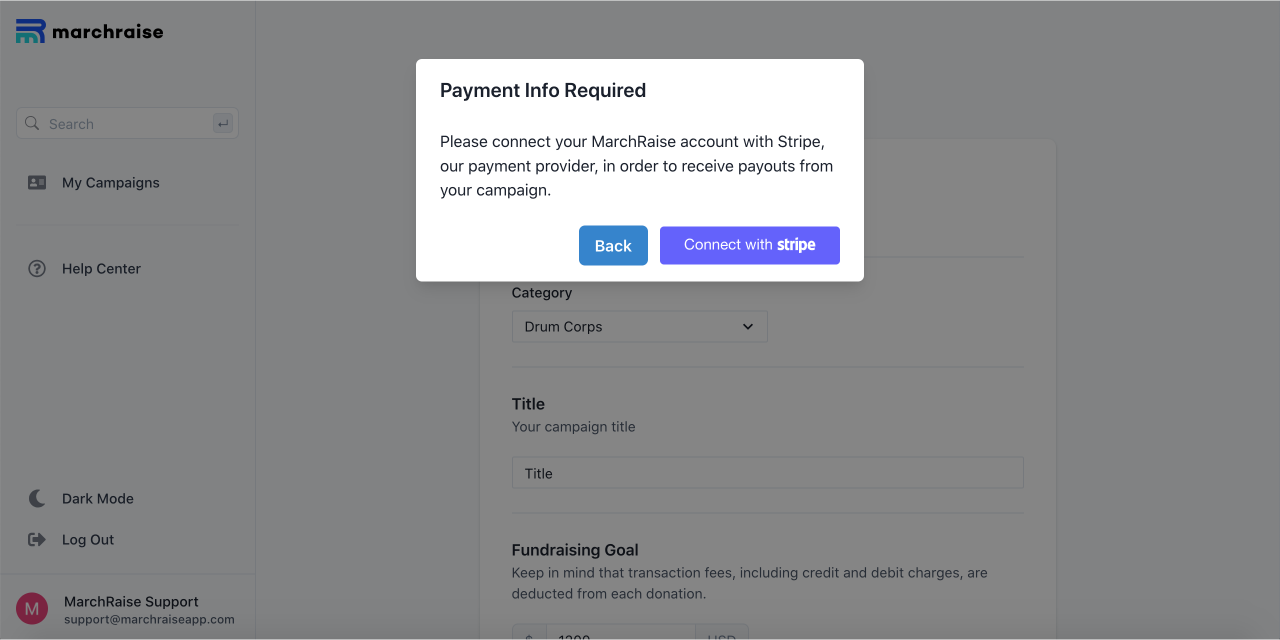 marchraise
Search
My Campaigns
Help Center
Dark Mode
Log Out
M
MarchRaise Support
support@marchraiseapp.com
Payment Info Required
Please connect your MarchRaise account with Stripe,
our payment provider, in order to receive payouts from
your campaign.
Back
Connect with stripe
Category
Drum Corps
Title
Your campaign title
Title
Fundraising Goal
Keep in mind that transaction fees, including credit and debit charges, are
deducted from each donation.
$ 1200 USD